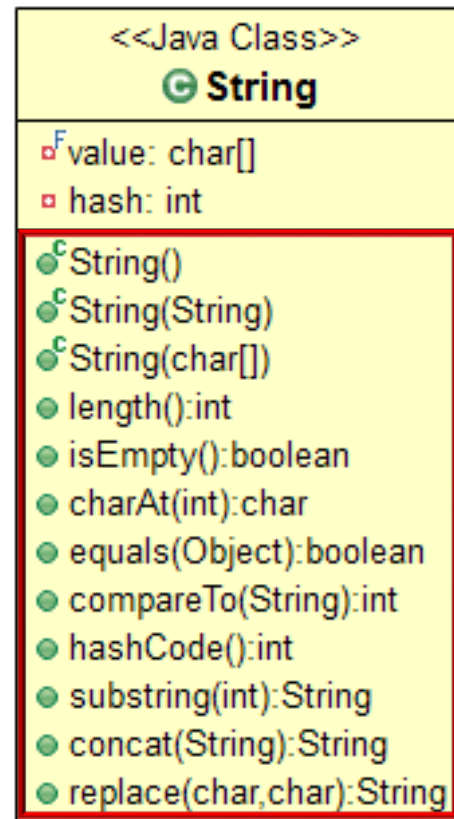 <<Java Class>>
C String
F value: char[]
hash: int
C String()
C String(String)
C String(char[])
length():int
isEmpty():boolean
charAt(int):char
equals(Object):boolean
compareTo(String):int
hashCode():int
substring(int):String
concat(String):String
replace(char,char):String